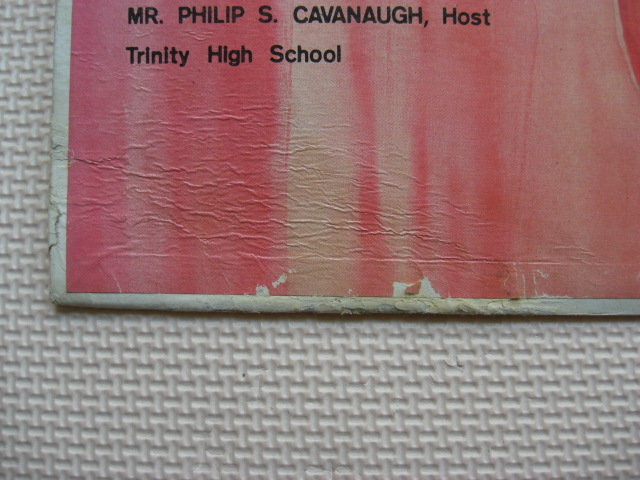 MR. PHILIP S. CAVANAUGH, Host
Trinity High School